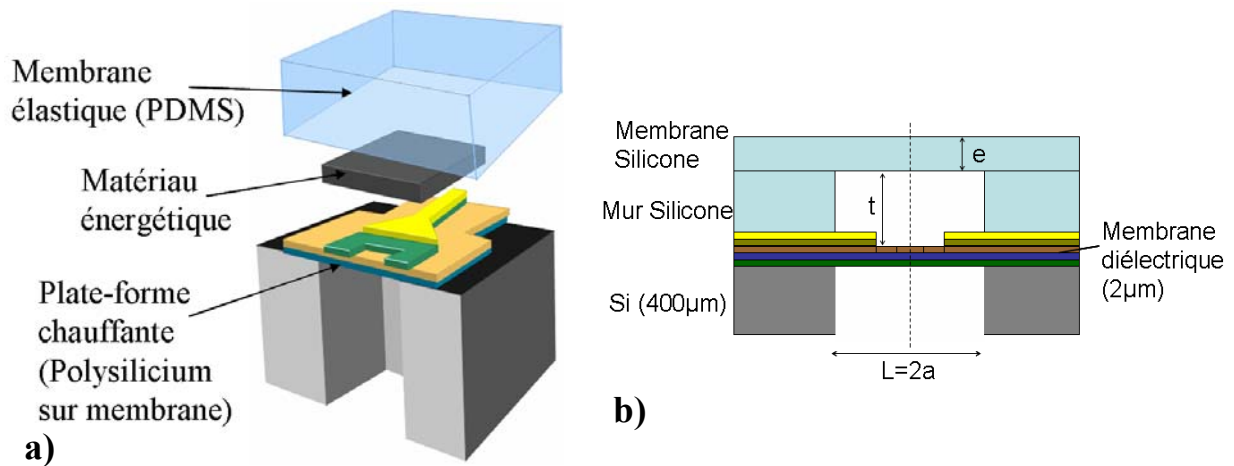 Membrane
élastique (PDMS)
Matériau
énergétique
Plate-forme
chauffante
(Polysilicium
sur membrane)
a)
Membrane
Silicone
e
t
Mur Silicone
Membrane
diélectrique
(2µm)
Si (400µm)
L=2a
b)